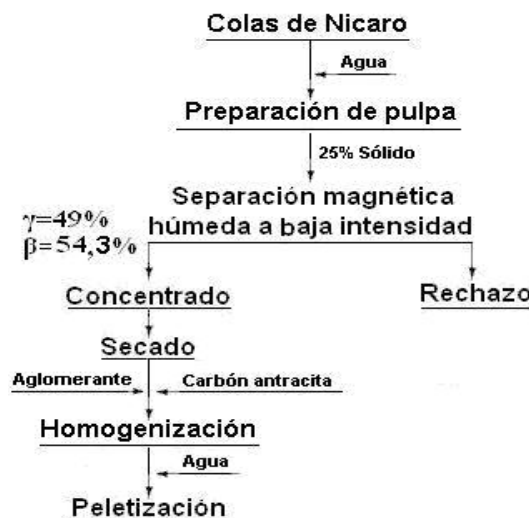 Colas de Nicaro
Agua
Preparación de pulpa
25% Sólido
Separación magnética
húmeda a baja intensidad
γ=49%
β=54,3%
Concentrado
Rechazo
Secado
Aglomerante
Carbón antracita
Homogenización
Agua
Peletización